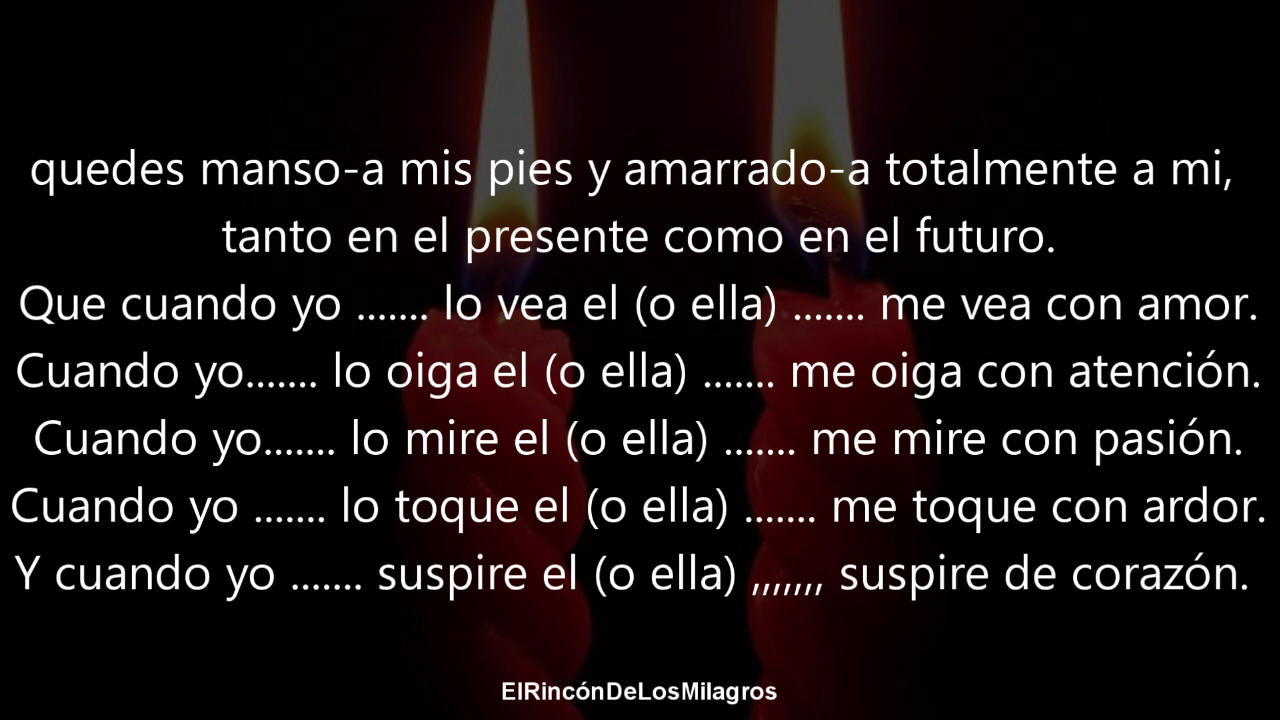 quedes manso-a mis pies y amarrado-a totalmente a mi,
tanto en el presente como en el futuro.
Que cuando yo ....... lo vea el (o ella) ....... me vea con amor.
Cuando yo....... lo oiga el (o ella) ....... me oiga con atención.
Cuando yo....... lo mire el (o ella) ....... me mire con pasión.
Cuando yo ....... lo toque el (o ella) ....... me toque con ardor.
Y cuando yo ....... suspire el (o ella) ,,,,,,, suspire de corazón.
ElRincónDeLosMilagros